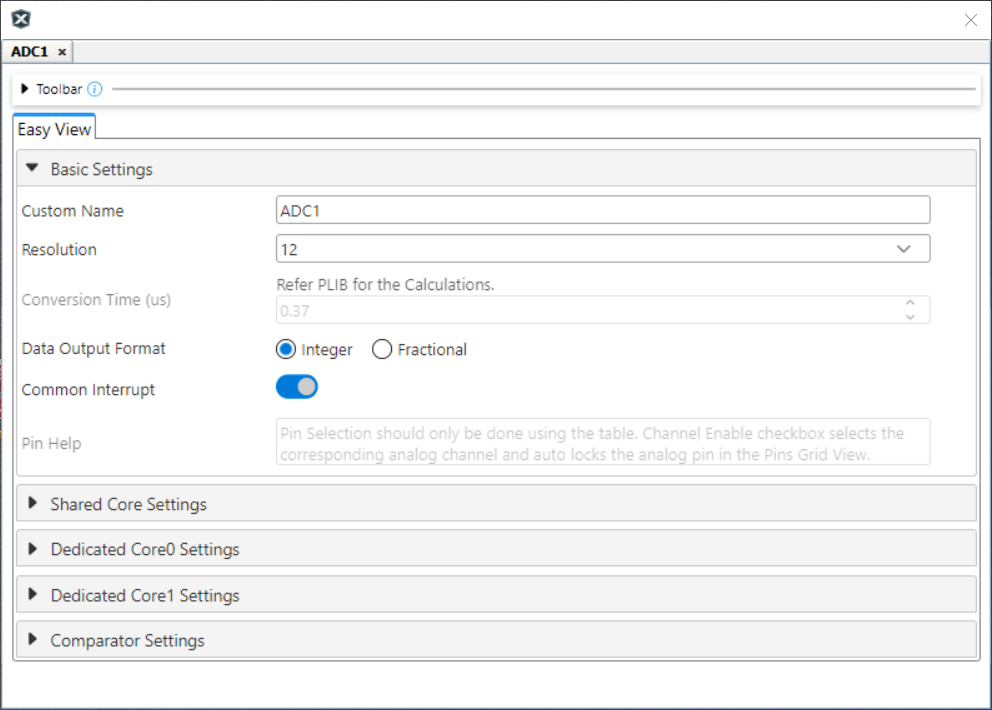 ADC1
Toolbar
Easy View
Basic Settings
Custom Name
ADC1
Resolution
12
Refer PLIB for the Calculations.
Conversion Time (us)
0.37
Data Output Format
Integer
Fractional
Common Interrupt
Pin Help
Pin Selection should only be done using the table. Channel Enable checkbox selects the
corresponding analog channel and auto locks the analog pin in the Pins Grid View.
Shared Core Settings
Dedicated Core0 Settings
Dedicated Core1 Settings
Comparator Settings